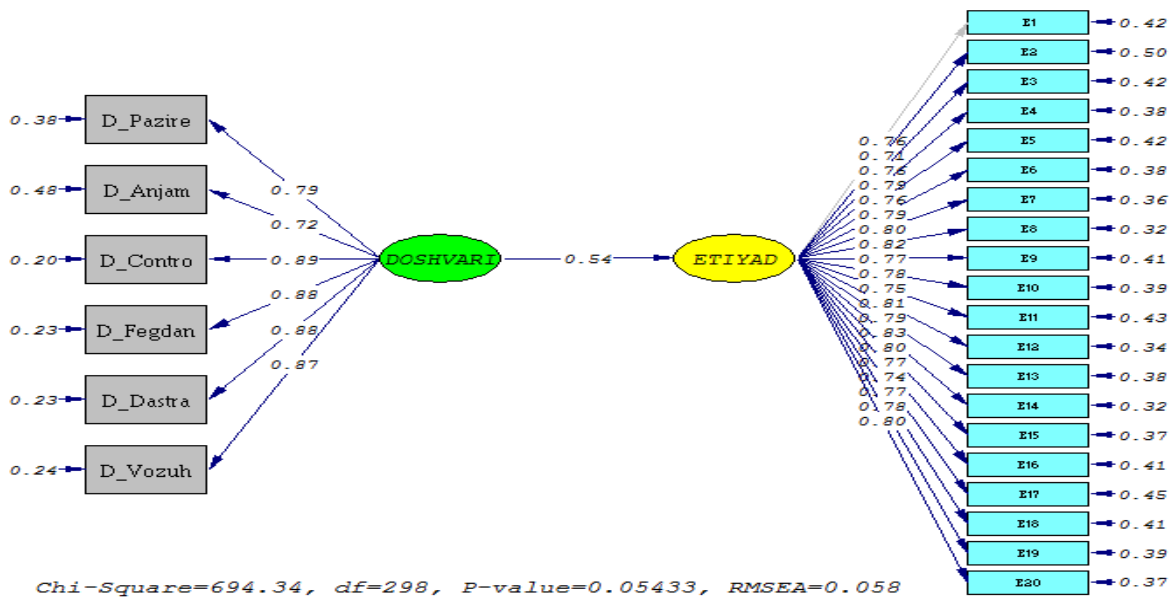 0.38 D_Pazire
0.48 D_Anjam
0.20 D_Contro
0.23 D_Fegdan
0.23 D_Dastra
0.24 D_Vozuh
0.79
0.72
0.89
0.88
0.88
0.87
DOSHVARI 0.54 ETIYAD
0.76
0.71
0.76
0.79
0.76
0.79
0.80
0.82
0.77
0.78
0.75
0.81
0.79
0.83
0.80
0.77
0.74
0.77
0.78
0.80
E1 0.42
E2 0.50
E3 0.42
E4 0.38
E5 0.42
E6 0.38
E7 0.36
E8 0.32
E9 0.41
E10 0.39
E11 0.43
E12 0.34
E13 0.38
E14 0.32
E15 0.37
E16 0.41
E17 0.45
E18 0.41
E19 0.39
E20 0.37
Chi-Square=694.34, df=298, P-value=0.05433, RMSEA=0.058